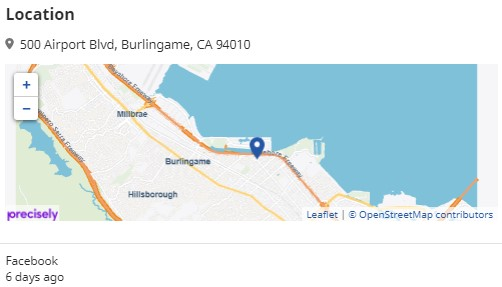 Location
500 Airport Blvd, Burlingame, CA 94010
+
−
Millbrae
Burlingame
Hillsborough
precisely
Leaflet | © OpenStreetMap contributors
Facebook
6 days ago